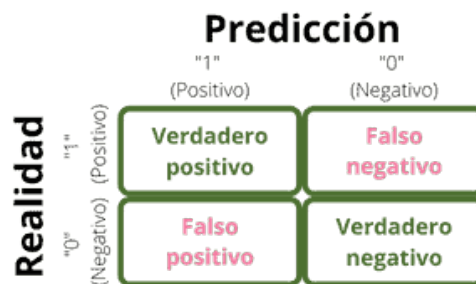 Predicción
"1" "0"
(Positivo) (Negativo)
Realidad
"1"
(Positivo)
Verdadero Falso
positivo negativo
"0"
(Negativo)
Falso Verdadero
positivo negativo